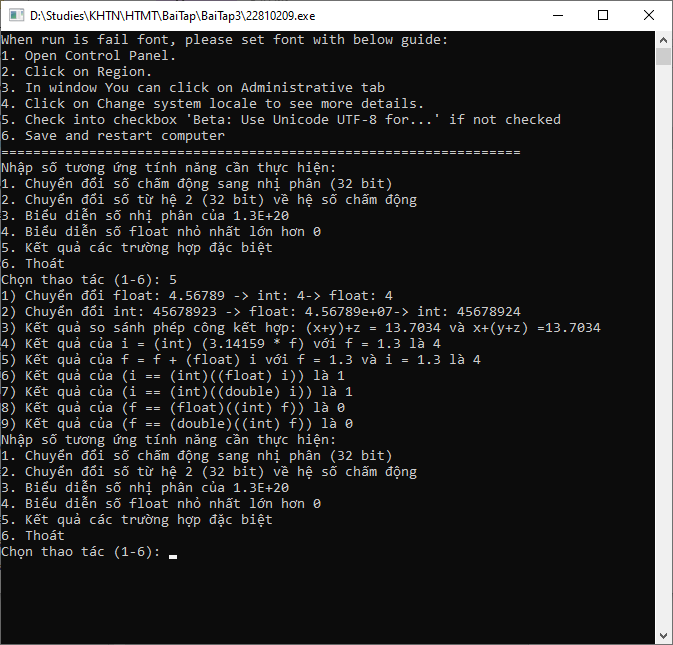 D:\Studies\KHTN\HTMT\BaiTap\BaiTap3\22810209.exe
When run is fail font, please set font with below guide:
1. Open Control Panel.
2. Click on Region.
3. In window You can click on Administrative tab
4. Click on Change system locale to see more details.
5. Check into checkbox 'Beta: Use Unicode UTF-8 for...' if not checked
6. Save and restart computer
=================================================================
Nhập số tương ứng tính năng cần thực hiện:
1. Chuyển đổi số chấm động sang nhị phân (32 bit)
2. Chuyển đổi số từ hệ 2 (32 bit) về hệ số chấm động
3. Biểu diễn số nhị phân của 1.3E+20
4. Biểu diễn số float nhỏ nhất lớn hơn 0
5. Kết quả các trường hợp đặc biệt
6. Thoát
Chọn thao tác (1-6): 5
1) Chuyển đổi float: 4.56789 -> int: 4-> float: 4
2) Chuyển đổi int: 45678923 -> float: 4.56789e+07-> int: 45678924
3) Kết quả so sánh phép công kết hợp: (x+y)+z = 13.7034 và x+(y+z) =13.7034
4) Kết quả của i = (int) (3.14159 * f) với f = 1.3 là 4
5) Kết quả của f = f + (float) i với f = 1.3 và i = 1.3 là 4
6) Kết quả của (i == (int)((float) i)) là 1
7) Kết quả của (i == (int)((double) i)) là 1
8) Kết quả của (f == (float)((int) f)) là 0
9) Kết quả của (f == (double)((int) f)) là 0
Nhập số tương ứng tính năng cần thực hiện:
1. Chuyển đổi số chấm động sang nhị phân (32 bit)
2. Chuyển đổi số từ hệ 2 (32 bit) về hệ số chấm động
3. Biểu diễn số nhị phân của 1.3E+20
4. Biểu diễn số float nhỏ nhất lớn hơn 0
5. Kết quả các trường hợp đặc biệt
6. Thoát
Chọn thao tác (1-6):